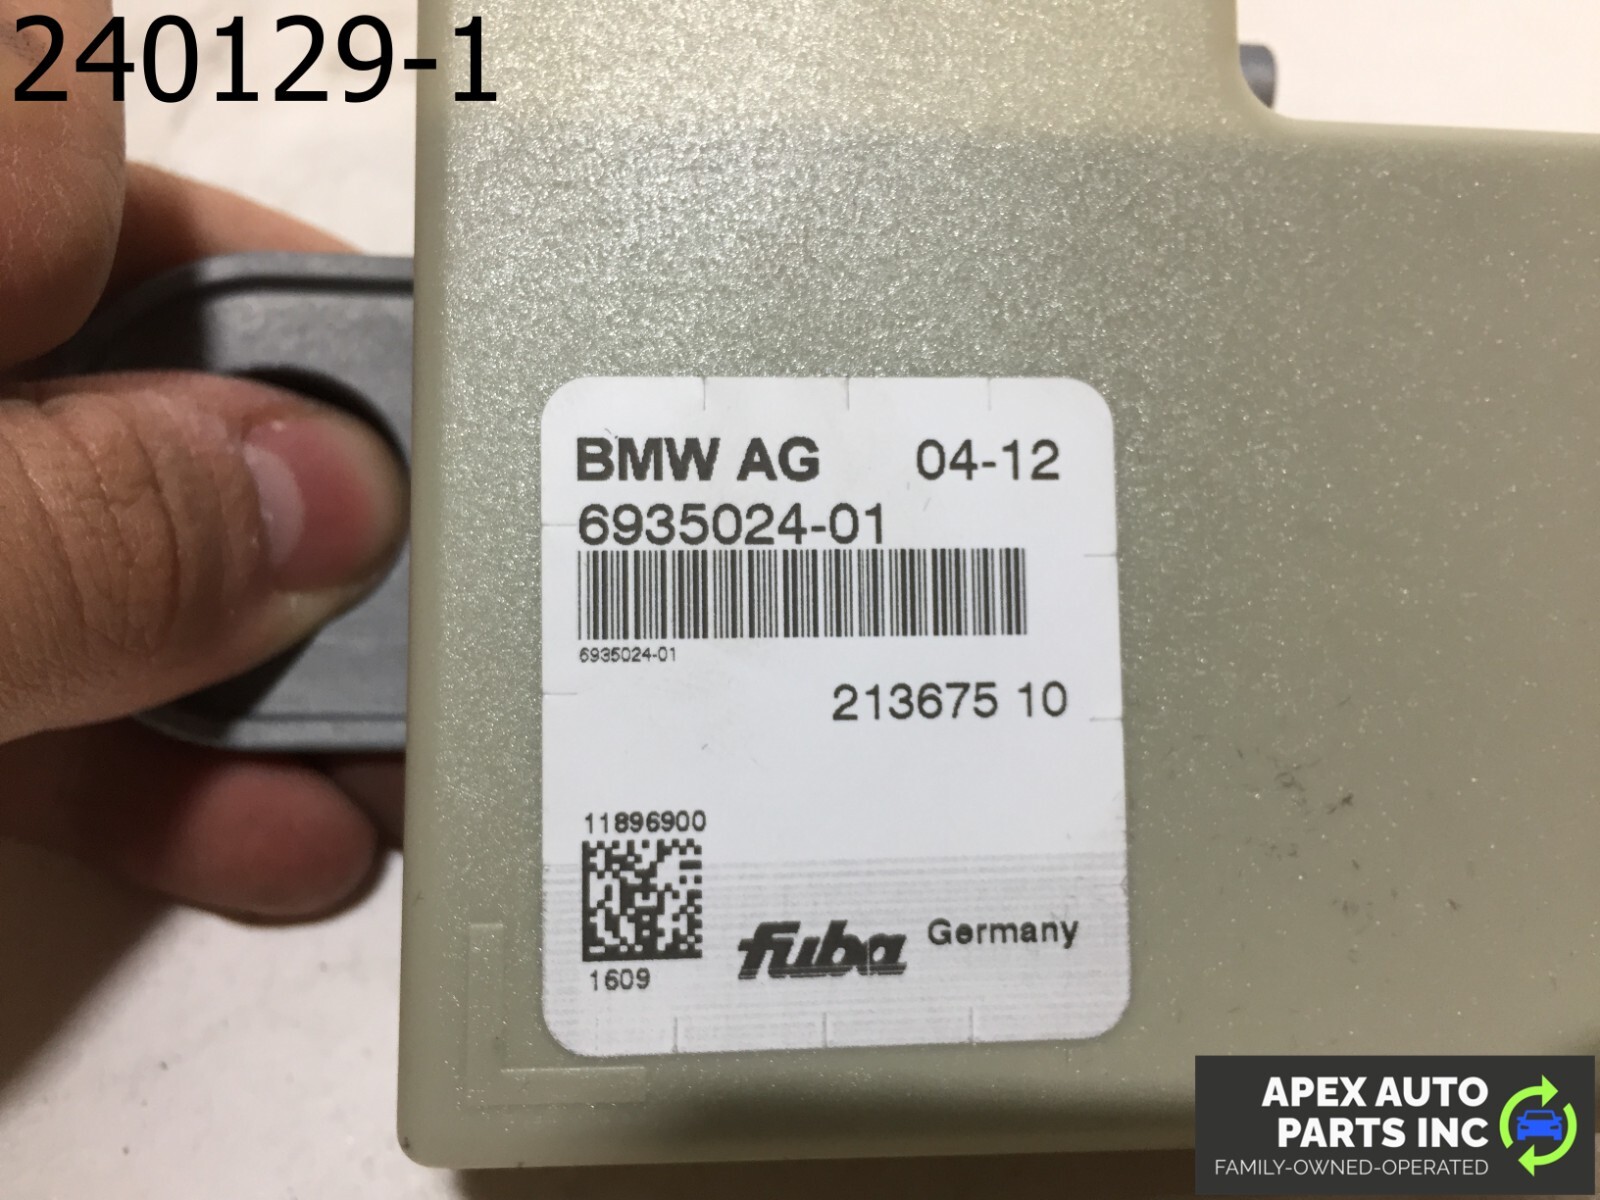 240129-1
BMW AG 04-12
6935024-01
6935024-01
213675 10
11896900
1609
fuba Germany
APEX AUTO
PARTS INC
FAMILY-OWNED-OPERATED